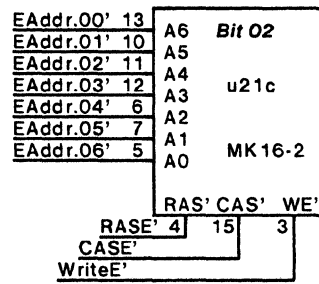 EAddr.00' 13 A6 Bit 02
EAddr.01' 10 A5
EAddr.02' 11 A4 u21c
EAddr.03' 12 A3
EAddr.04' 6 A2
EAddr.05' 7 A1 MK16-2
EAddr.06' 5 A0
RAS' CAS' WE'
RASE' 4 15 3
CASE'
WriteE'